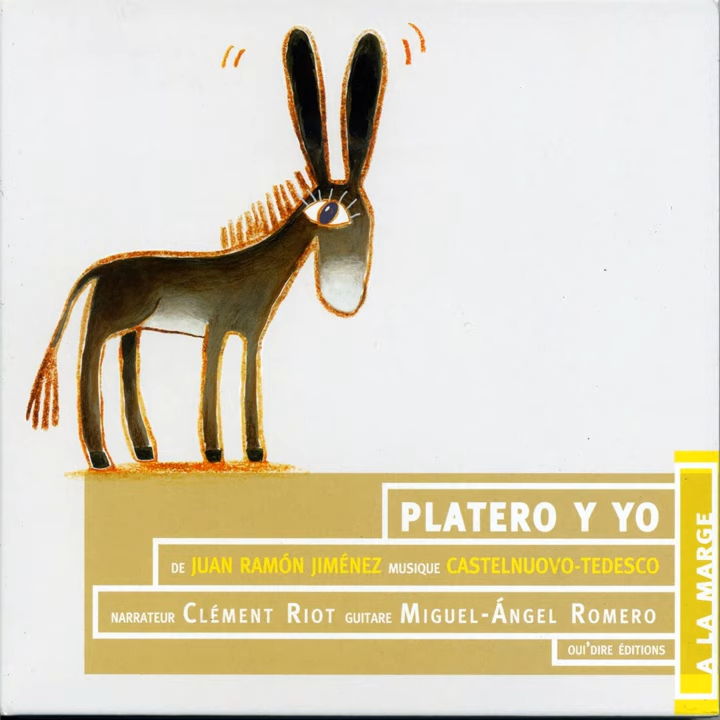 PLATERO Y YO
DE JUAN RAMÓN JIMÉNEZ MUSIQUE CASTELNUOVO-TEDESCO
NARRATEUR CLÉMENT RIOT GUITARE MIGUEL-ÁNGEL ROMERO
OUI'DIRE ÉDITIONS
A LA MARGE